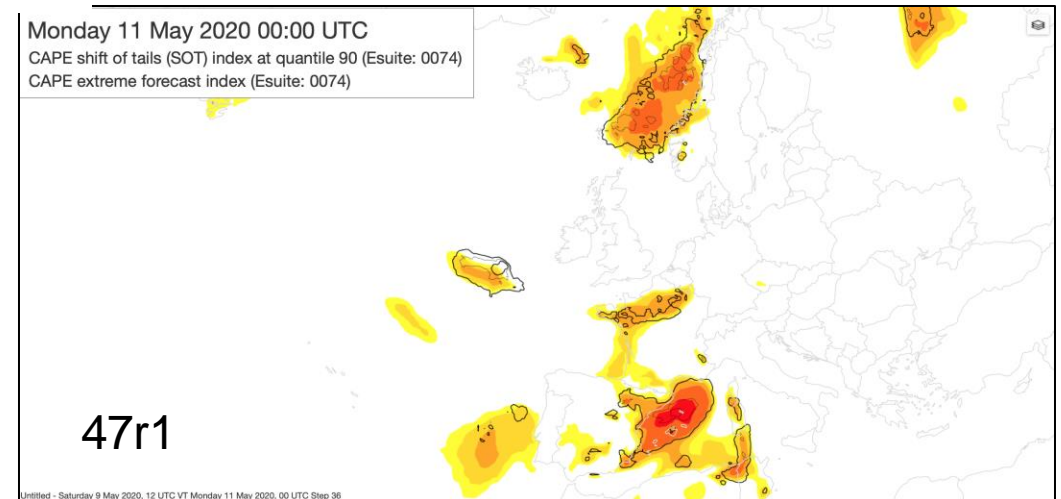 Monday 11 May 2020 00:00 UTC
CAPE shift of tails (SOT) index at quantile 90 (Esuite: 0074)
CAPE extreme forecast index (Esuite: 0074)
47r1
Untitled - Saturday 9 May 2020, 12 UTC VT Monday 11 May 2020, 00 UTC Step 36